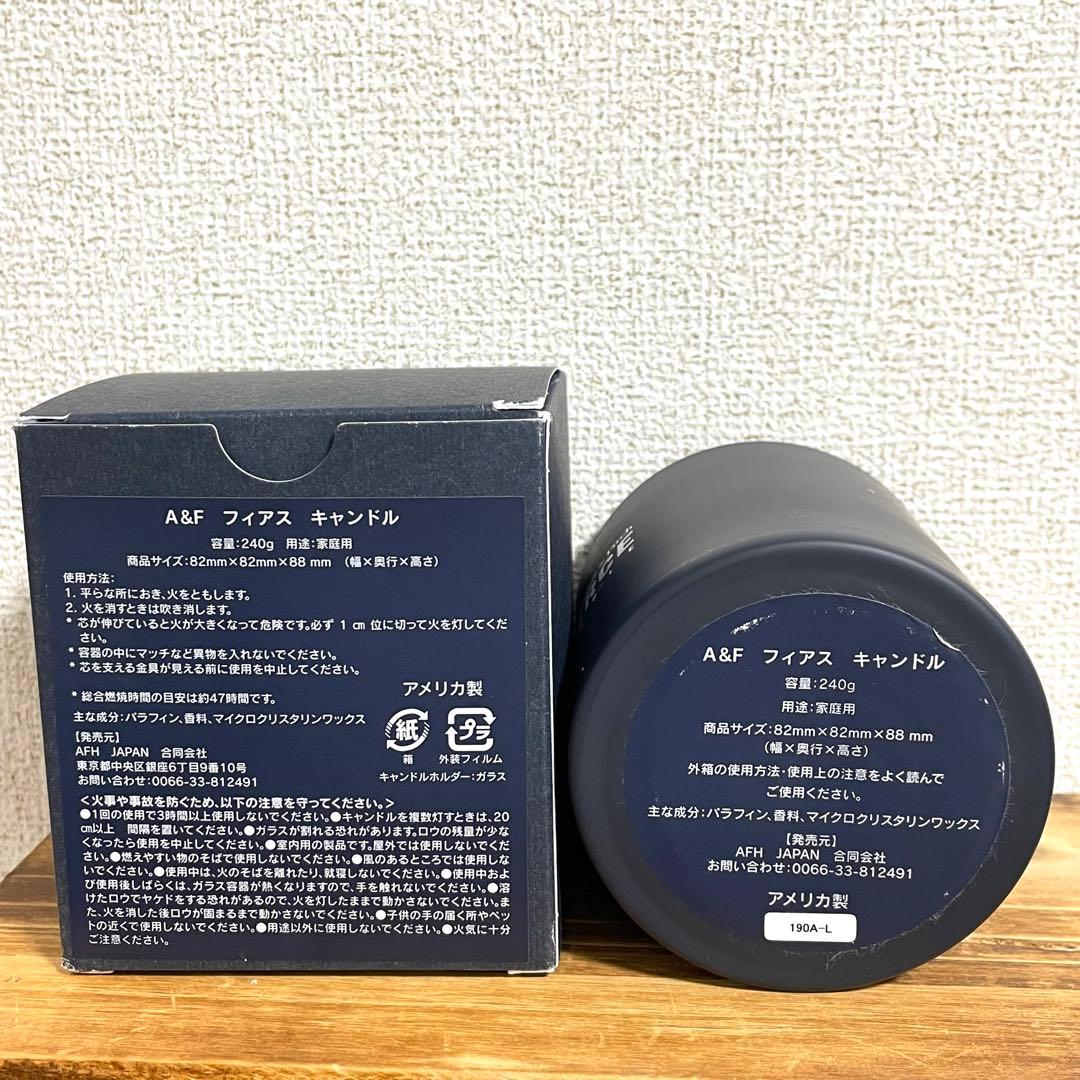 A&F フィアス キャンドル
容量:240g 用途:家庭用
商品サイズ:82mm×82mm×88 mm (幅×奥行×高さ)
使用方法:
1. 平らな所におき、火をともします。
2. 火を消すときは吹き消します。
* 芯が伸びていると火が大きくなって危険です。必ず 1 cm 位に切って火を灯してくだ
さい。
* 容器の中にマッチなど異物を入れないでください。
* 芯を支える金具が見える前に使用を中止してください。
* 総合燃焼時間の目安は約47時間です。
アメリカ製
主な成分:パラフィン、香料、マイクロクリスタリンワックス
紙
プラ
箱
外装フィルム
キャンドルホルダー:ガラス
【発売元】
AFH JAPAN 合同会社
東京都中央区銀座6丁目9番10号
お問い合わせ:0066-33-812491
<火事や事故を防ぐため、以下の注意を守ってください。>
●1回の使用で3時間以上使用しないでください。●キャンドルを複数灯すときは、20
cm以上 間隔を置いてください。●ガラスが割れる恐れがあります。ロウの残量が少な
くなったら使用を中止してください。●室内用の製品です。屋外では使用しないでくだ
さい。●燃えやすい物のそばで使用しないでください。●風のあるところでは使用しな
いでください。●使用中は、火のそばを離れたり、就寝しないでください。●使用中およ
び使用後しばらくは、ガラス容器が熱くなりますので、手を触れないでください。●溶
けたロウでヤケドをする恐れがあるので、火を灯したままで動かさないでください。ま
た、火を消した後ロウが固まるまで動かさないでください。●子供の手の届く所やペッ
トの近くで使用しないでください。●用途以外に使用しないでください。●火気に十分
ご注意ください。
RCE
A&F フィアス キャンドル
容量:240g
用途:家庭用
商品サイズ:82mm×82mm×88 mm
(幅×奥行×高さ)
外箱の使用方法・使用上の注意をよく読んで
ご使用ください。
主な成分:パラフィン、香料、マイクロクリスタリンワックス
【発売元】
AFH JAPAN 合同会社
お問い合わせ:0066-33-812491
アメリカ製
190A-L